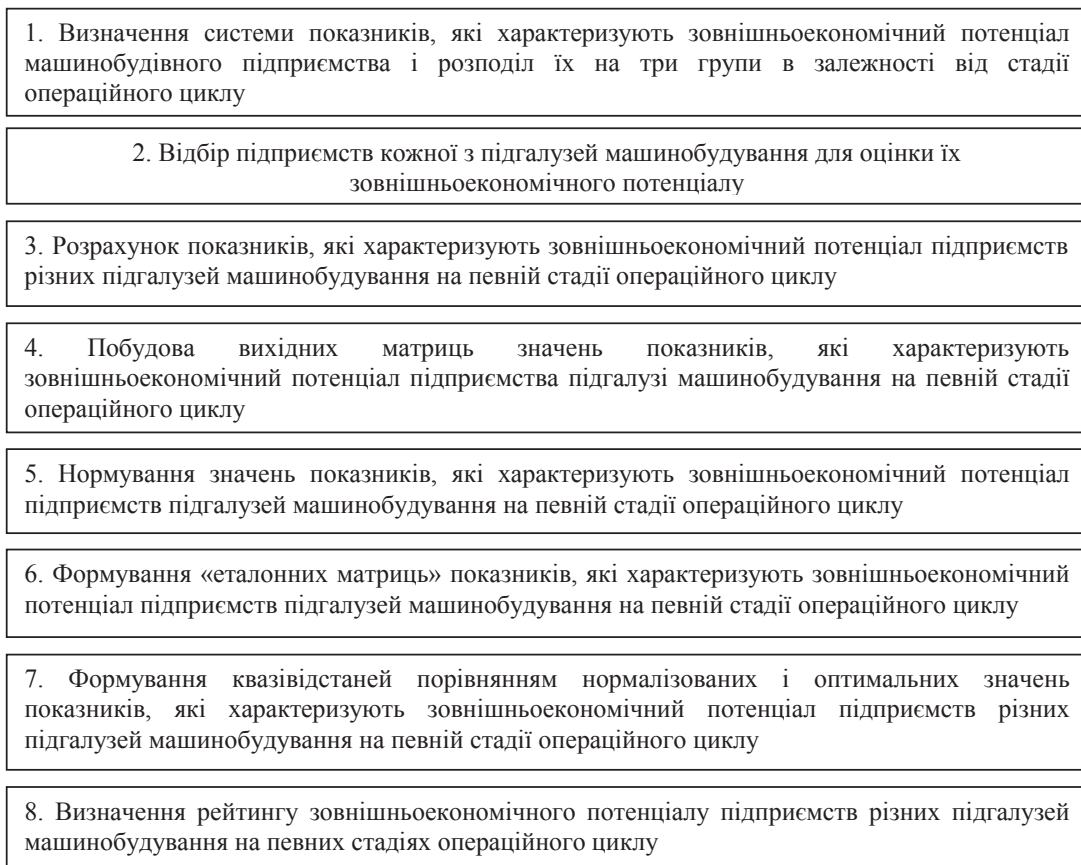 1. Визначення системи показників, які характеризують зовнішньоекономічний потенціал
машинобудівного підприємства і розподіл їх на три групи в залежності від стадії
операційного циклу
2. Відбір підприємств кожної з підгалузей машинобудування для оцінки їх
зовнішньоекономічного потенціалу
3. Розрахунок показників, які характеризують зовнішньоекономічний потенціал підприємств
різних підгалузей машинобудування на певній стадії операційного циклу
4. Побудова вихідних матриць значень показників, які характеризують
зовнішньоекономічний потенціал підприємства підгалузі машинобудування на певній стадії
операційного циклу
5. Нормування значень показників, які характеризують зовнішньоекономічний потенціал
підприємств підгалузей машинобудування на певній стадії операційного циклу
6. Формування «еталонних матриць» показників, які характеризують зовнішньоекономічний
потенціал підприємств підгалузей машинобудування на певній стадії операційного циклу
7. Формування квазівідстаней порівнянням нормалізованих і оптимальних значень
показників, які характеризують зовнішньоекономічний потенціал підприємств різних
підгалузей машинобудування на певній стадії операційного циклу
8. Визначення рейтингу зовнішньоекономічного потенціалу підприємств різних підгалузей
машинобудування на певних стадіях операційного циклу